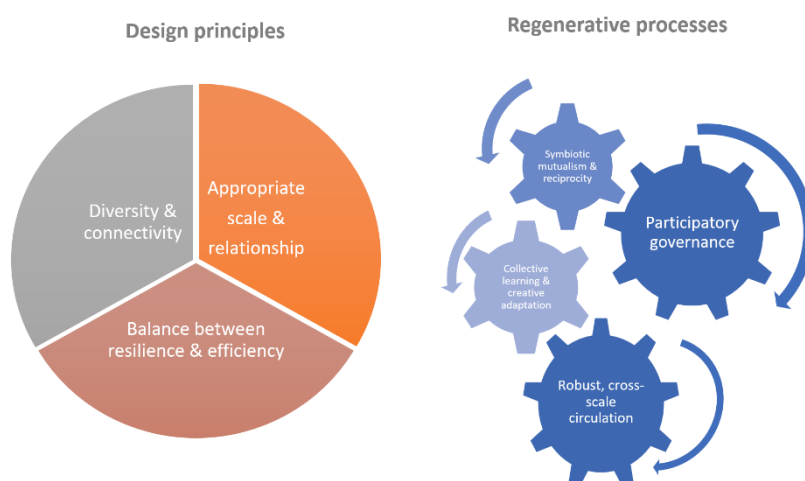 Design principles
Regenerative processes
Diversity &
connectivity
Appropriate
scale &
relationship
Balance between
resilience & efficiency
Symbiotic
mutualism &
reciprocity
Participatory
governance
Collective
learning &
creative
adaptation
Robust, cross-
scale
circulation